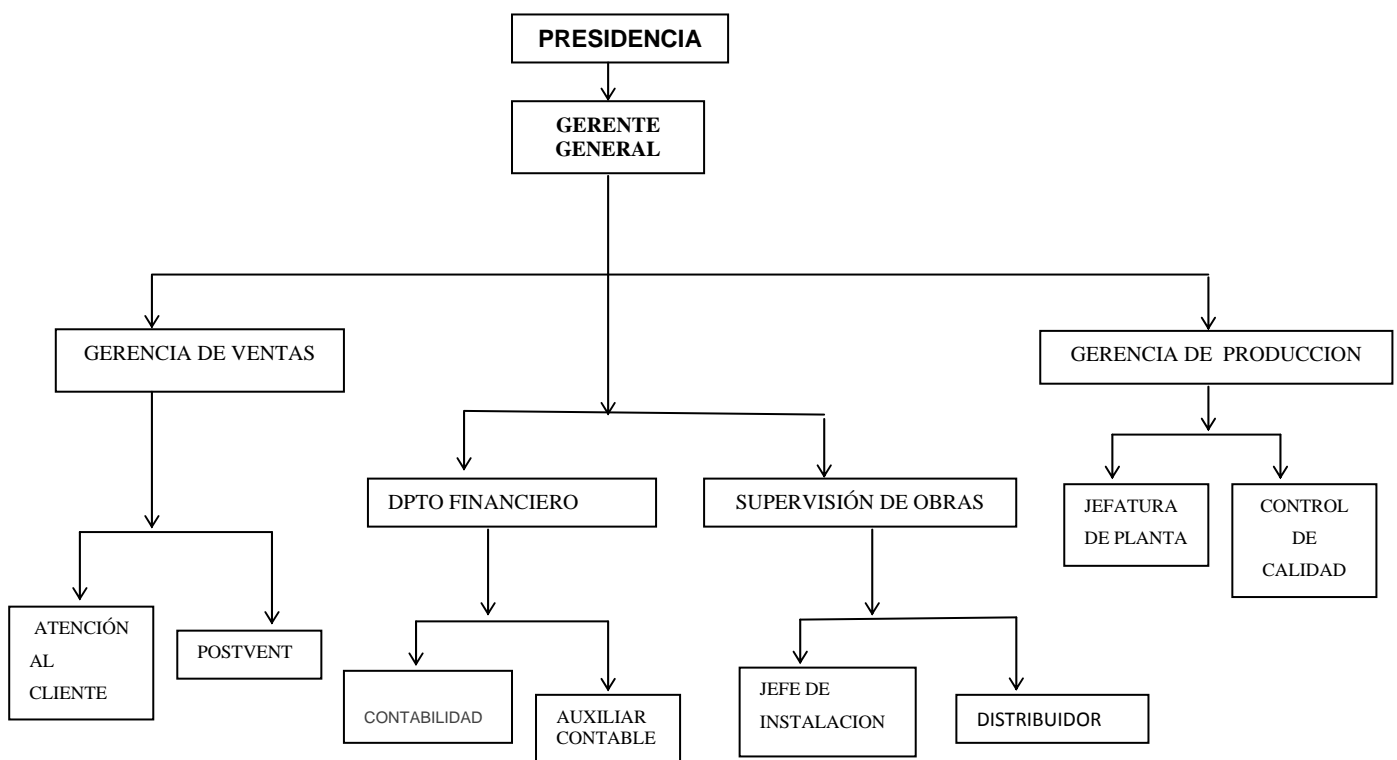 PRESIDENCIA
GERENTE
GENERAL
GERENCIA DE VENTAS
GERENCIA DE PRODUCCION
DPTO FINANCIERO
SUPERVISIÓN DE OBRAS
JEFATURA
DE PLANTA
CONTROL
DE
CALIDAD
ATENCIÓN
AL
CLIENTE
POSTVENT
CONTABILIDAD
AUXILIAR
CONTABLE
JEFE DE
INSTALACION
DISTRIBUIDOR